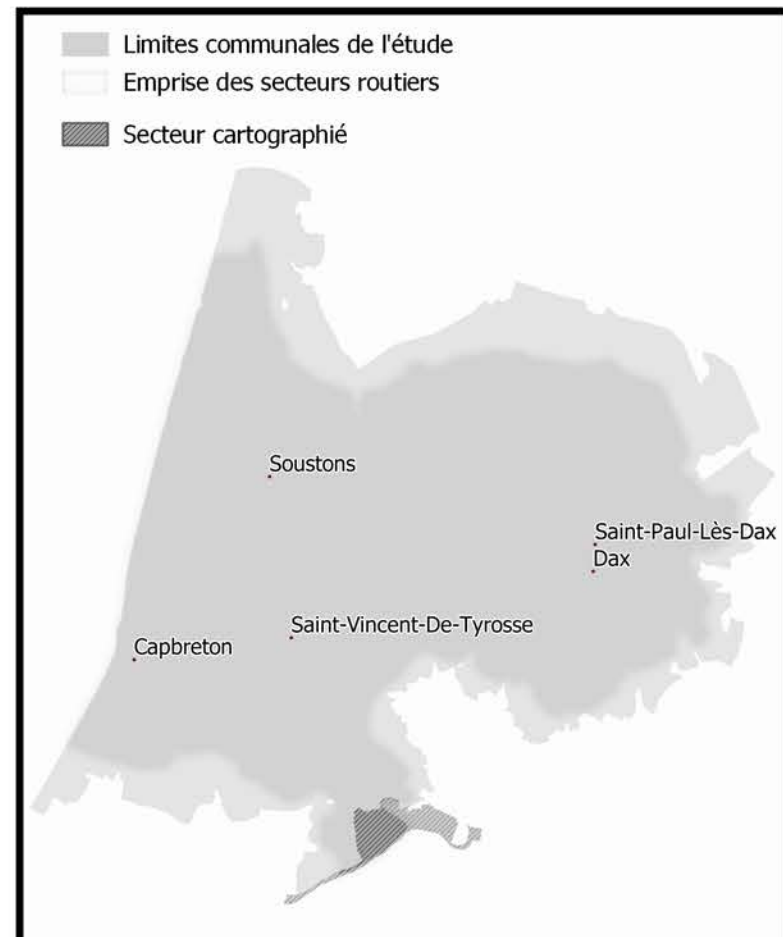 Limites communales de l'étude
Emprise des secteurs routiers
Secteur cartographié
Soustons
Saint-Paul-Lès-Dax
Dax
Saint-Vincent-De-Tyrosse
Capbreton